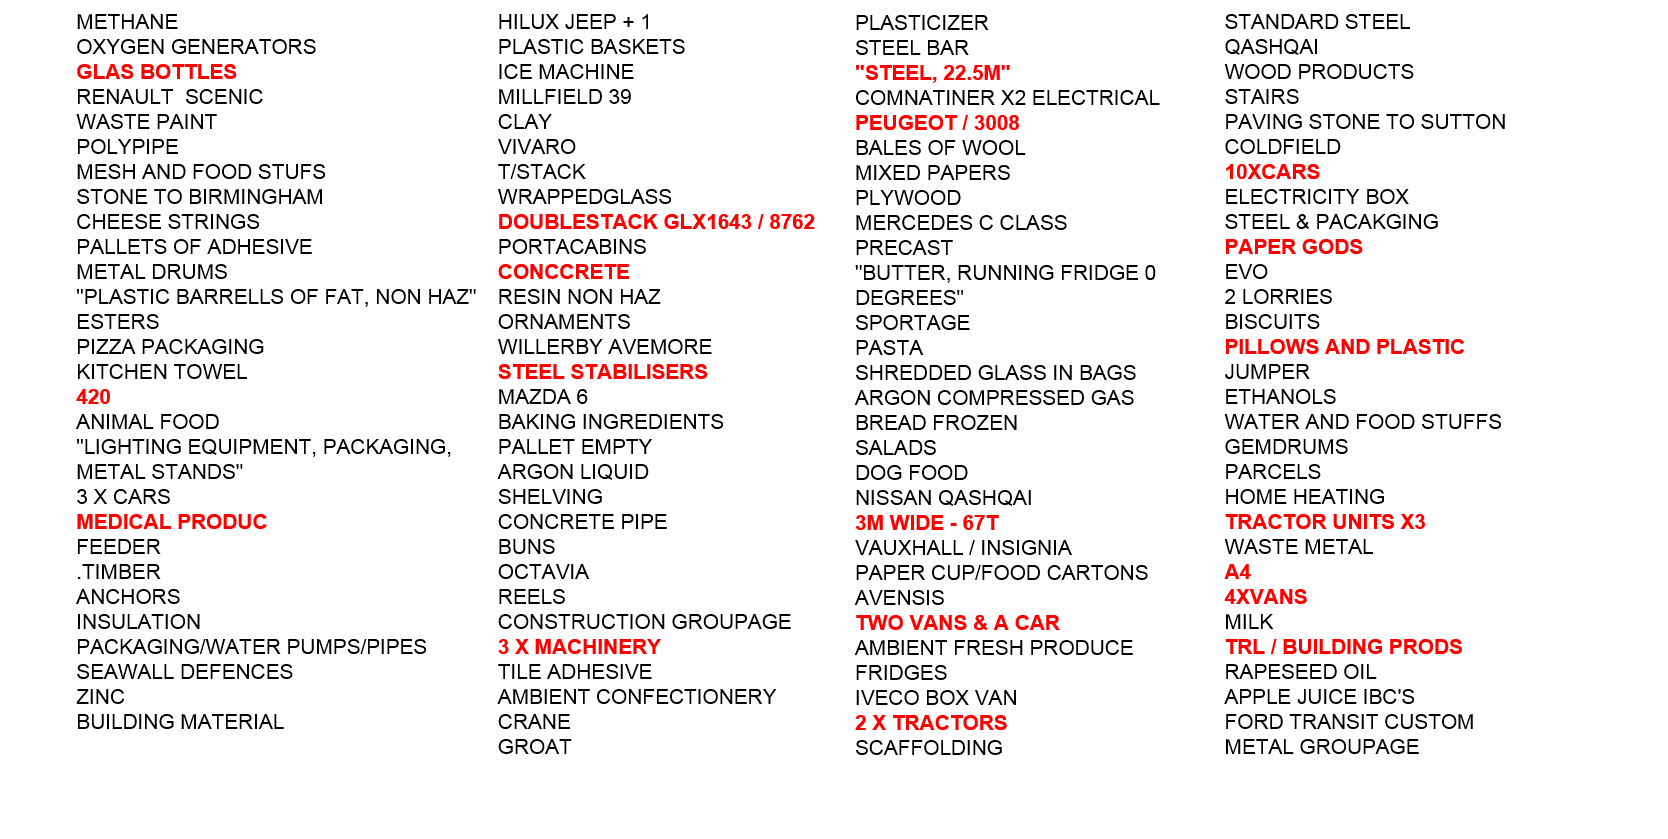 METHANE
OXYGEN GENERATORS
GLAS BOTTLES
RENAULT  SCENIC
WASTE PAINT
POLYPIPE
MESH AND FOOD STUFS
STONE TO BIRMINGHAM
CHEESE STRINGS
PALLETS OF ADHESIVE
METAL DRUMS
"PLASTIC BARRELLS OF FAT, NON HAZ"
ESTERS
PIZZA PACKAGING
KITCHEN TOWEL
420
ANIMAL FOOD
"LIGHTING EQUIPMENT, PACKAGING,
METAL STANDS"
3 X CARS
MEDICAL PRODUC
FEEDER
.TIMBER
ANCHORS
INSULATION
PACKAGING/WATER PUMPS/PIPES
SEAWALL DEFENCES
ZINC
BUILDING MATERIAL
HILUX JEEP + 1
PLASTIC BASKETS
ICE MACHINE
MILLFIELD 39
CLAY
VIVARO
T/STACK
WRAPPEDGLASS
DOUBLESTACK GLX1643 / 8762
PORTACABINS
CONCCRETE
RESIN NON HAZ
ORNAMENTS
WILLERBY AVEMORE
STEEL STABILISERS
MAZDA 6
BAKING INGREDIENTS
PALLET EMPTY
ARGON LIQUID
SHELVING
CONCRETE PIPE
BUNS
OCTAVIA
REELS
CONSTRUCTION GROUPAGE
3 X MACHINERY
TILE ADHESIVE
AMBIENT CONFECTIONERY
CRANE
GROAT
PLASTICIZER
STEEL BAR
"STEEL, 22.5M"
COMNATINER X2 ELECTRICAL
PEUGEOT / 3008
BALES OF WOOL
MIXED PAPERS
PLYWOOD
MERCEDES C CLASS
PRECAST
"BUTTER, RUNNING FRIDGE 0
DEGREES"
SPORTAGE
PASTA
SHREDDED GLASS IN BAGS
ARGON COMPRESSED GAS
BREAD FROZEN
SALADS
DOG FOOD
NISSAN QASHQAI
3M WIDE - 67T
VAUXHALL / INSIGNIA
PAPER CUP/FOOD CARTONS
AVENSIS
TWO VANS & A CAR
AMBIENT FRESH PRODUCE
FRIDGES
IVECO BOX VAN
2 X TRACTORS
SCAFFOLDING
STANDARD STEEL
QASHQAI
WOOD PRODUCTS
STAIRS
PAVING STONE TO SUTTON
COLDFIELD
10XCARS
ELECTRICITY BOX
STEEL & PACAKGING
PAPER GODS
EVO
2 LORRIES
BISCUITS
PILLOWS AND PLASTIC
JUMPER
ETHANOLS
WATER AND FOOD STUFFS
GEMDRUMS
PARCELS
HOME HEATING
TRACTOR UNITS X3
WASTE METAL
A4
4XVANS
MILK
TRL / BUILDING PRODS
RAPESEED OIL
APPLE JUICE IBC'S
FORD TRANSIT CUSTOM
METAL GROUPAGE